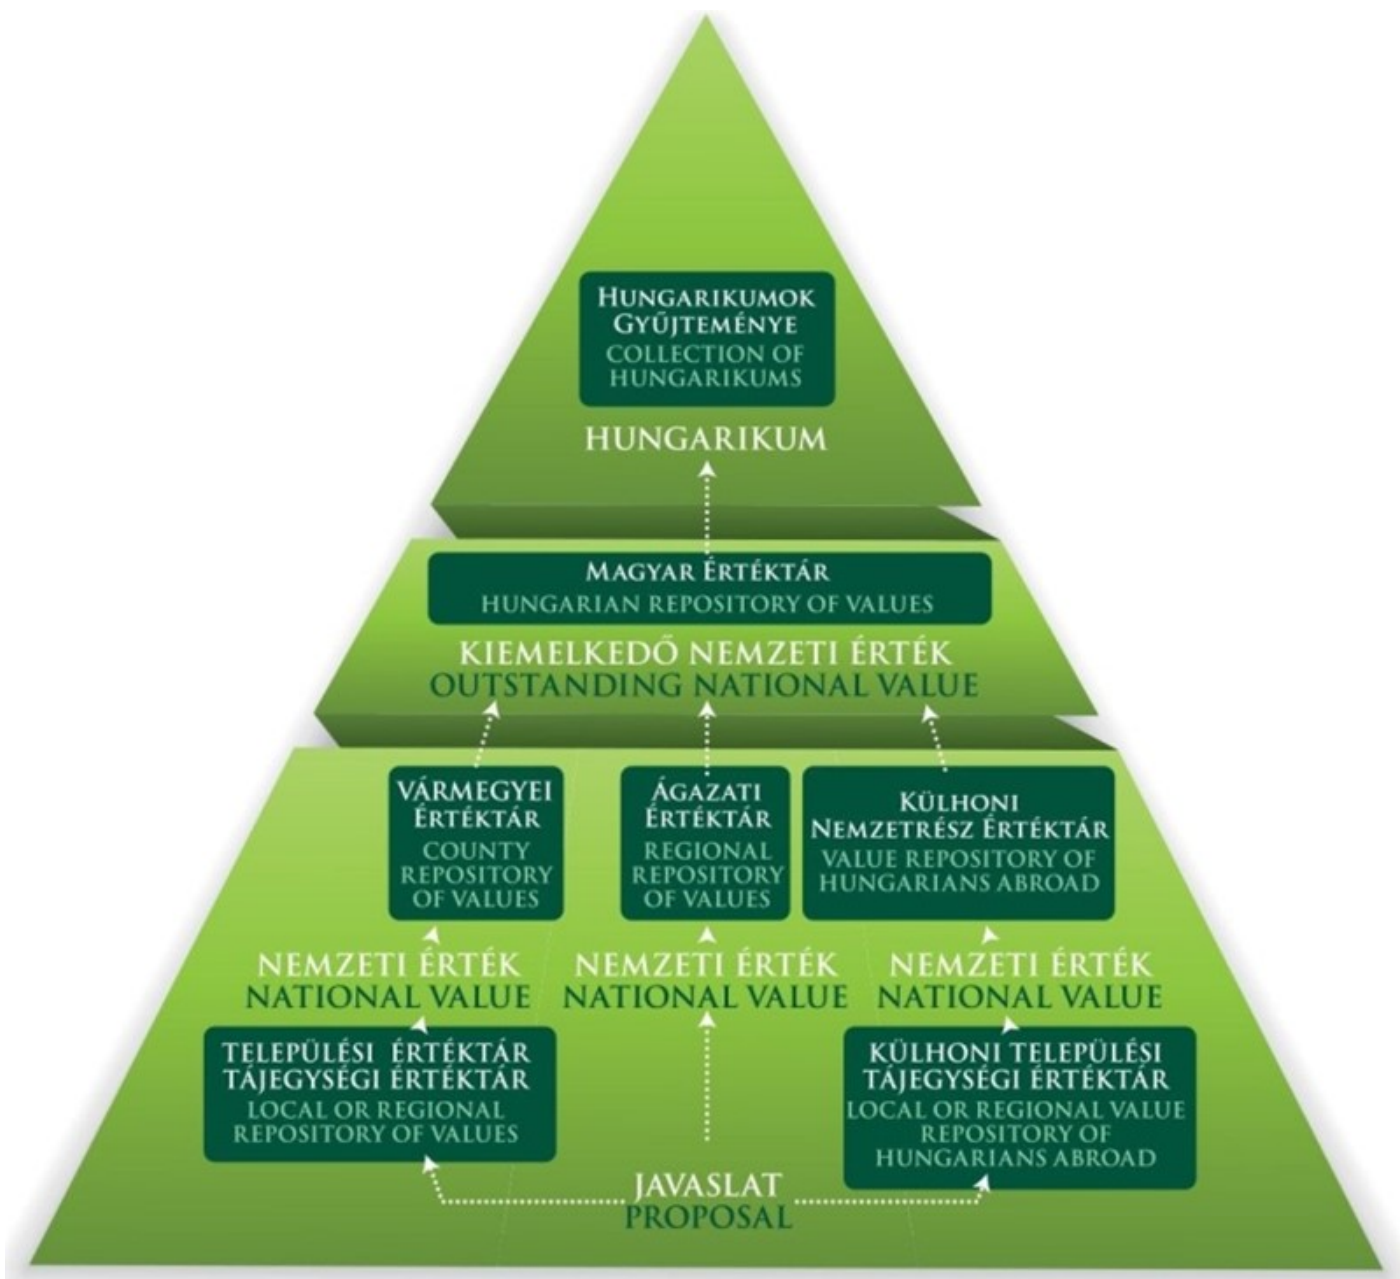 HUNGARIKUMOK
GYŰJTEMÉNYE
COLLECTION OF
HUNGARIKUMS
HUNGARIKUM
MAGYAR ÉRTÉKTÁR
HUNGARIAN REPOSITORY OF VALUES
KIEMELKEDŐ NEMZETI ÉRTÉK
OUTSTANDING NATIONAL VALUE
VÁRMEGYEI
ÉRTÉKTÁR
COUNTY
REPOSITORY
OF VALUES
ÁGAZATI
ÉRTÉKTÁR
REGIONAL
REPOSITORY
OF VALUES
KÜLHONI
NEMZETRÉSZ ÉRTÉKTÁR
VALUE REPOSITORY OF
HUNGARIANS ABROAD
NEMZETI ÉRTÉK
NATIONAL VALUE
NEMZETI ÉRTÉK
NATIONAL VALUE
NEMZETI ÉRTÉK
NATIONAL VALUE
TELEPÜLÉSI ÉRTÉKTÁR
TÁJEGYSÉGI ÉRTÉKTÁR
LOCAL OR REGIONAL
REPOSITORY OF VALUES
KÜLHONI TELEPÜLÉSI
TÁJEGYSÉGI ÉRTÉKTÁR
LOCAL OR REGIONAL VALUE
REPOSITORY OF
HUNGARIANS ABROAD
JAVASLAT
PROPOSAL